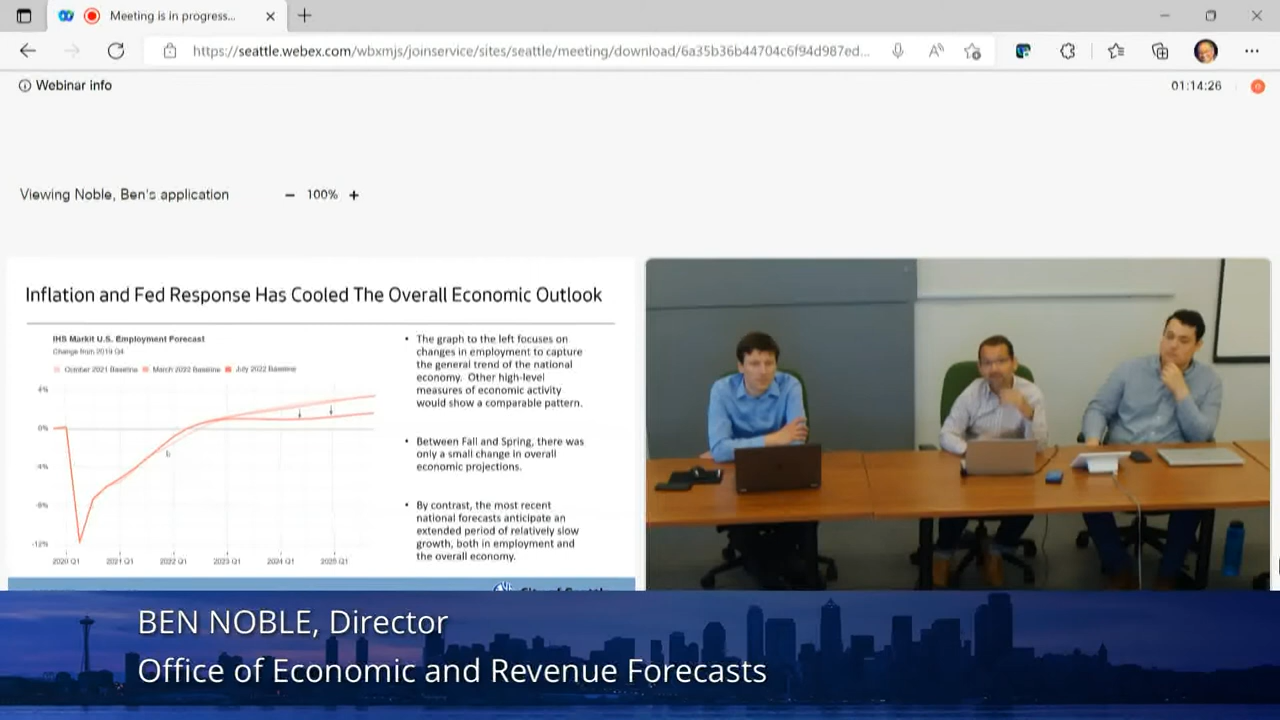 Meeting is in progress...
https://seattle.webex.com/wbxmjs/joinservice/sites/seattle/meeting/download/6a35b36b44704c6f94d987ed...
Webinar info
01:14:26
Viewing Noble, Ben's application
100%
Inflation and Fed Response Has Cooled The Overall Economic Outlook
IHS Markit U.S. Employment Forecast
Change from 2019 Q4
October 2021 Baseline March 2022 Baseline July 2022 Baseline
4%
0%
-4%
-8%
-12%
2020 Q1 2021 Q1 2022 Q1 2023 Q1 2024 Q1 2025 Q1
• The graph to the left focuses on
changes in employment to capture
the general trend of the national
economy. Other high-level
measures of economic activity
would show a comparable pattern.
• Between Fall and Spring, there was
only a small change in overall
economic projections.
• By contrast, the most recent
national forecasts anticipate an
extended period of relatively slow
growth, both in employment and
the overall economy.
BEN NOBLE, Director
Office of Economic and Revenue Forecasts